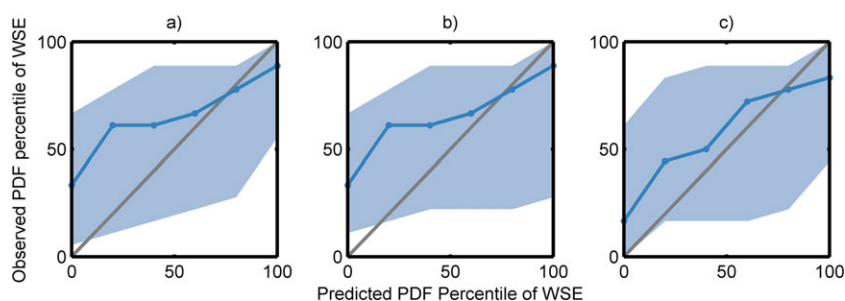 a) b) c)
Observed PDF percentile of WSE
100 100 100
50 50 50
0 0 0
0 50 100 0 50 100 0 50 100
Predicted PDF Percentile of WSE